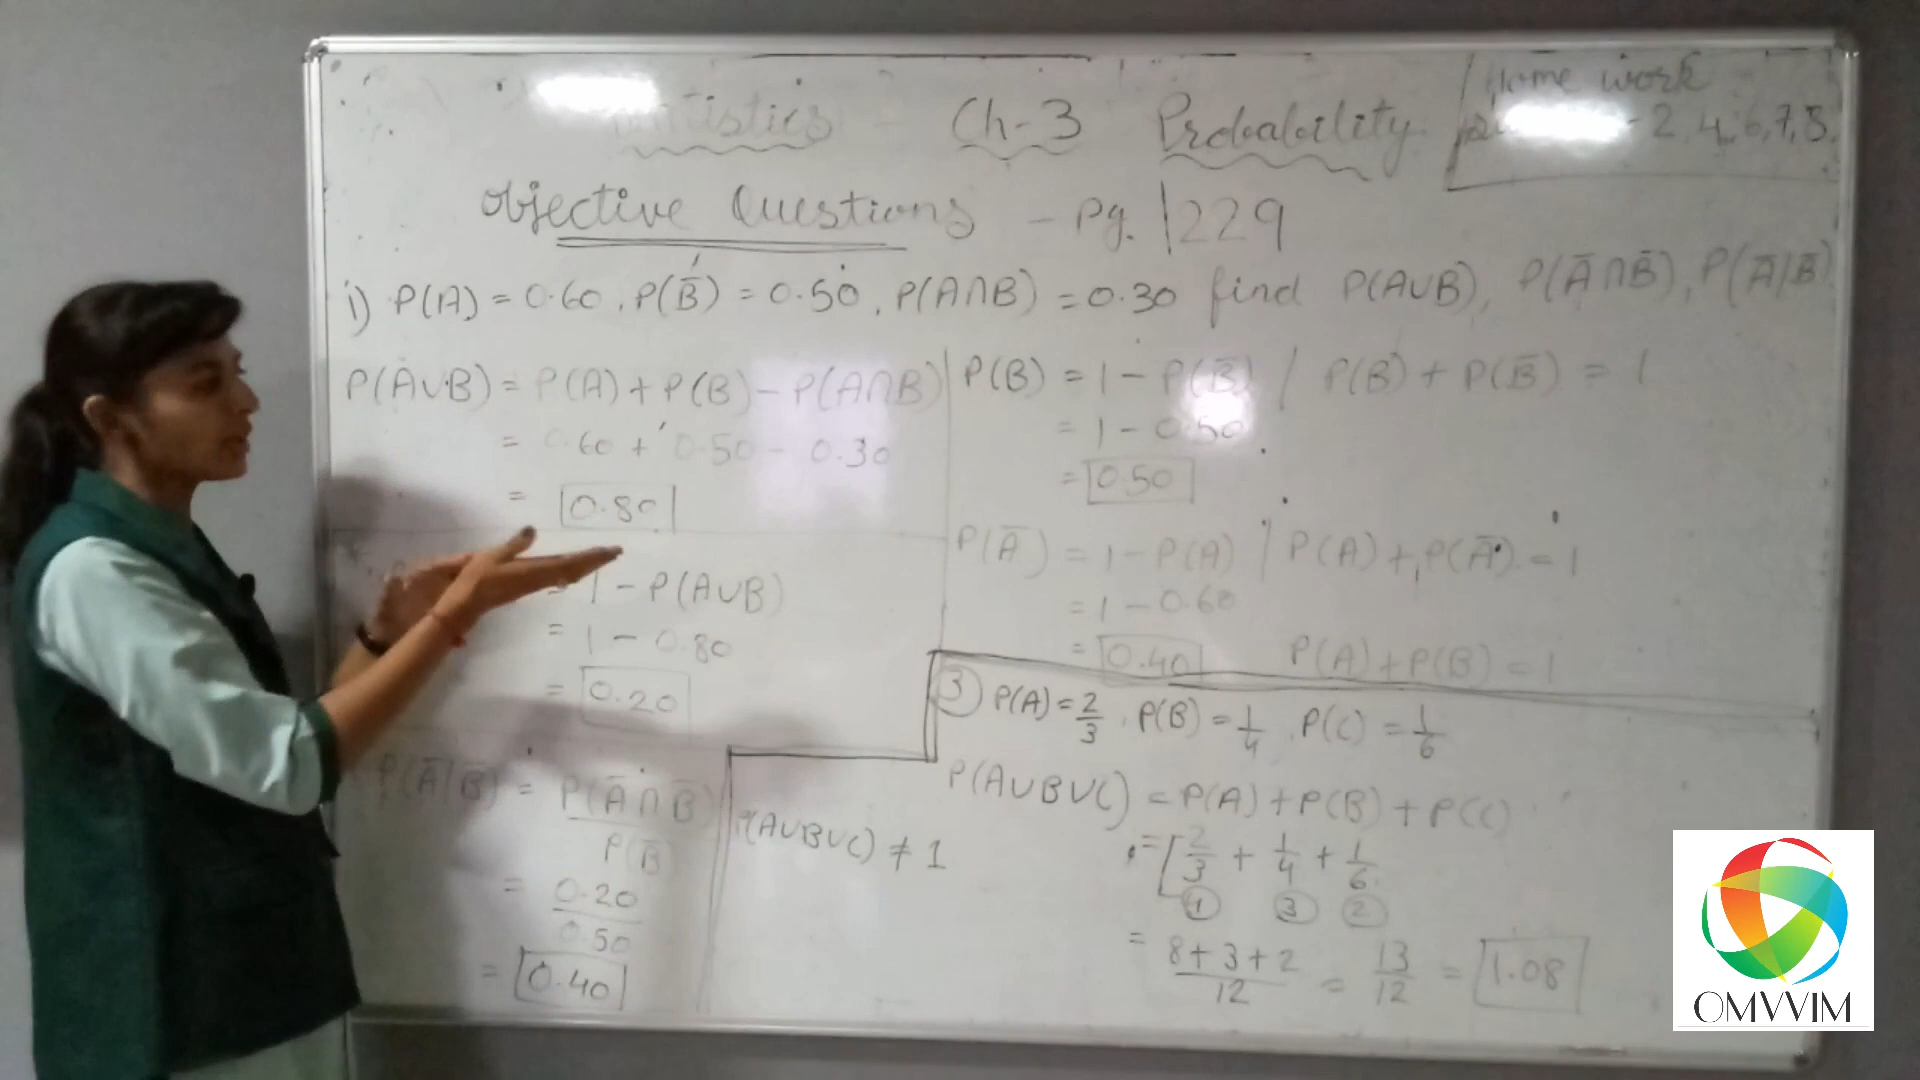 tistics - Ch-3 Probability
Home work
- 2,4,6,7,5.
Objective Questions - Pg. |229
i) P(A) = 0.60, P(B̅) = 0.50, P(A∩B) = 0.30 find P(A∪B), P(A̅∩B̅), P(A̅|B̅)
P(A∪B) = P(A) + P(B) - P(A∩B)
= 0.60 + 0.50 - 0.30
= 0.80
= 1 - P(A∪B)
= 1 - 0.80
= 0.20
P(A̅|B̅) = P(A̅∩B̅)
P(B̅)
= 0.20
0.50
= 0.40
P(B) = 1 - P(B̅) / P(B) + P(B̅) = 1
= 1 - 0.50
= 0.50
P(A̅) = 1 - P(A) | P(A) + P(A̅) = 1
= 1 - 0.60
= 0.40 P(A) + P(B) = 1
③ P(A) = 2/3, P(B) = 1/4, P(C) = 1/6
P(A∪B∪C) = P(A) + P(B) + P(C)
= 2/3 + 1/4 + 1/6
① ③ ②
= 8+3+2/12 = 13/12 = 1.08
P(A∪B∪C) ≠ 1
OMVVIM